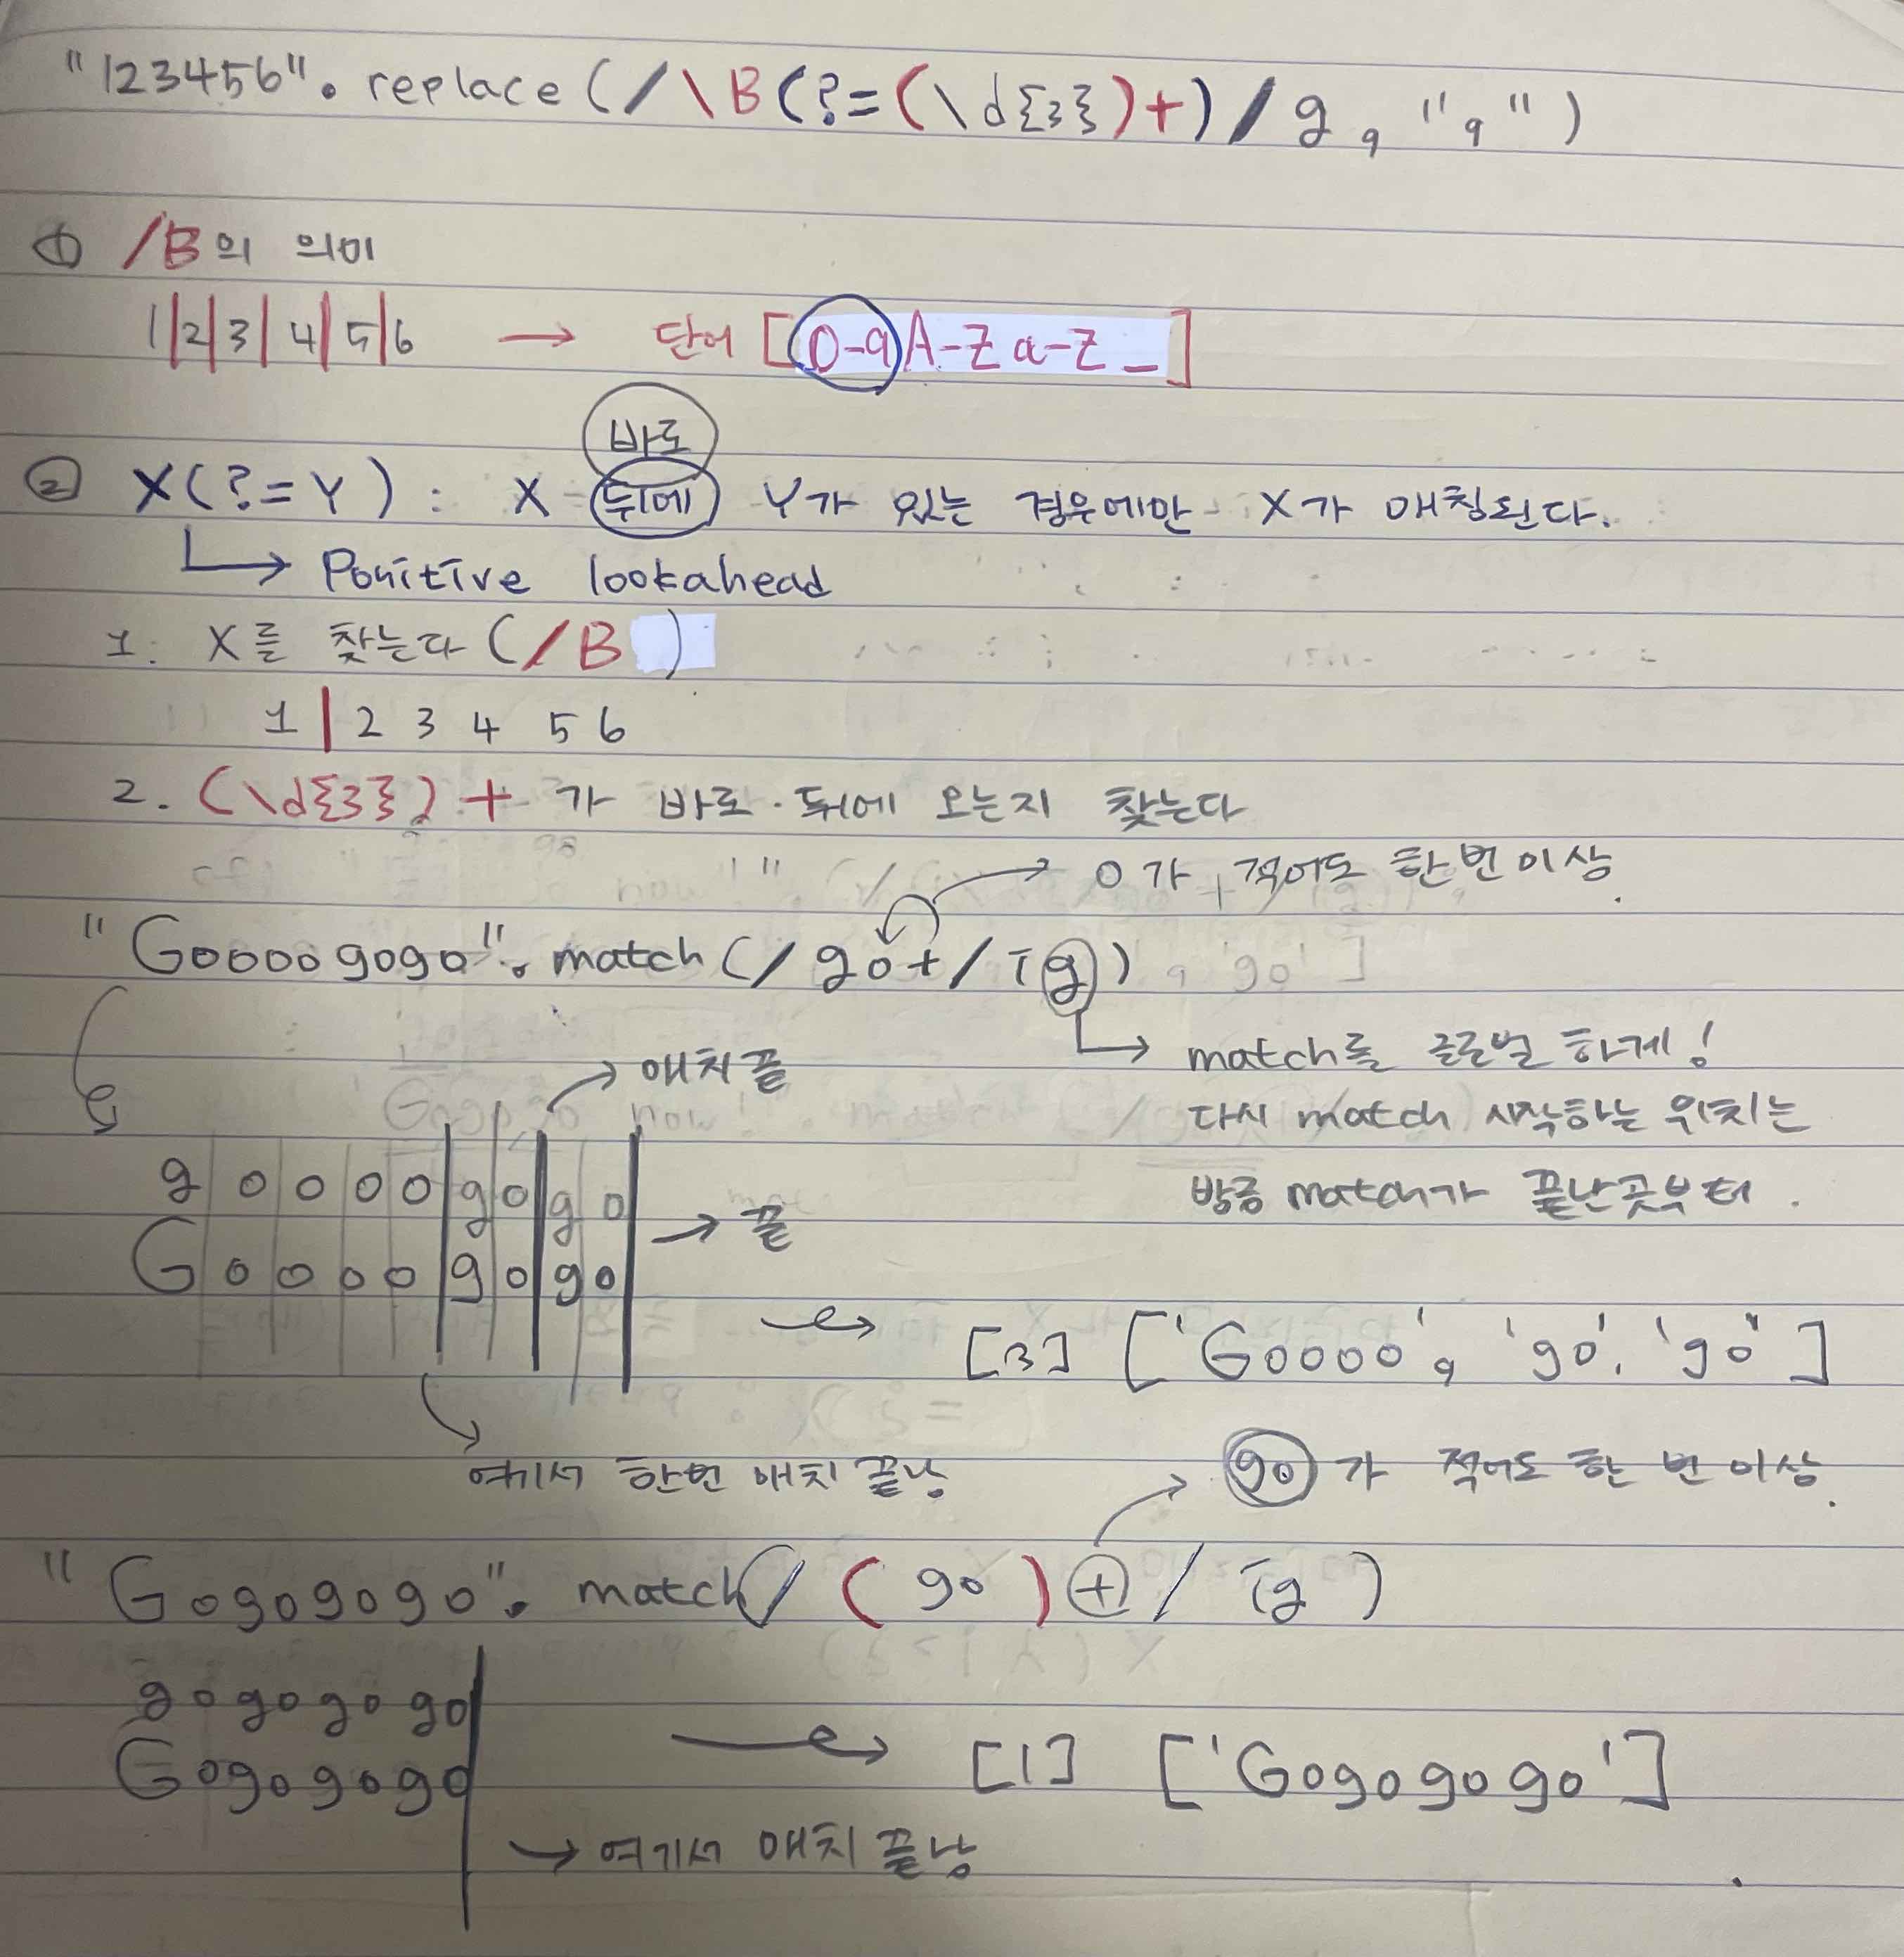 "123456". replace (/\B(?=(\d{3})+)/g, ",")
① /B의 의미
1|2|3|4|5|6 → 단어 [0-9A-Za-z_]
바로
② X(?=Y) : X 뒤에 Y가 있는 경우에만 X가 매칭된다.
→ Positive lookahead
1. X를 찾는다 (/B )
1|2 3 4 5 6
2. (\d{3})+ 가 바로 뒤에 오는지 찾는다
→ o가 적어도 한번이상.
"Goooogogo". match (/go+/ig)
→ match를 글로벌 하게!
→ 매치 끝
다시 match 시작하는 위치는
방금 match가 끝난곳부터.
g o o o o g o g o
→ 끝
G o o o o g o g o
→ [3] ['Goooo', 'go', 'go']
여기서 한번 매치 끝남
→ go가 적어도 한 번 이상.
"Gogogogo". match(/(go)+/ig)
gogogogo
→ [1] ['Gogogogo']
Gogogogo
→ 여기서 매치 끝남